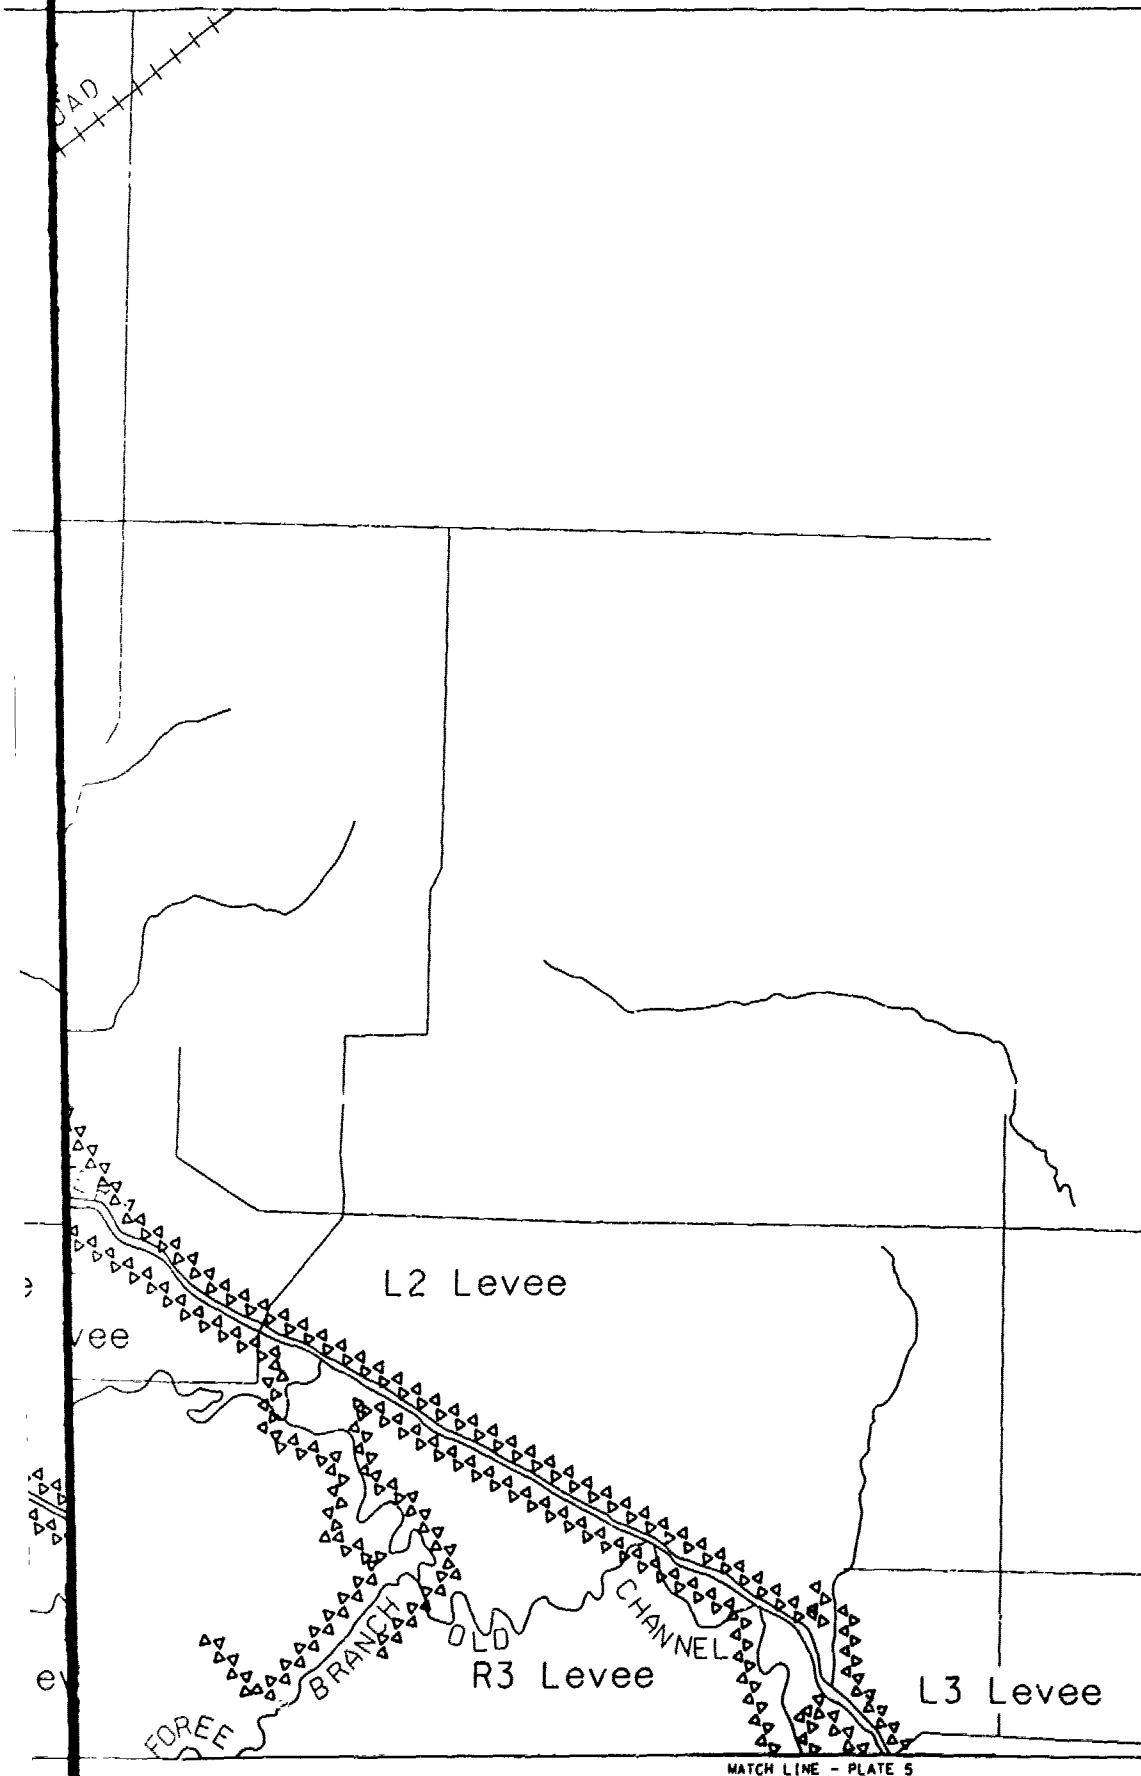 L2 Levee
BRANCH
OLD
CHANNEL
R3 Levee
L3 Levee
FOREE
MATCH LINE - PLATE 5